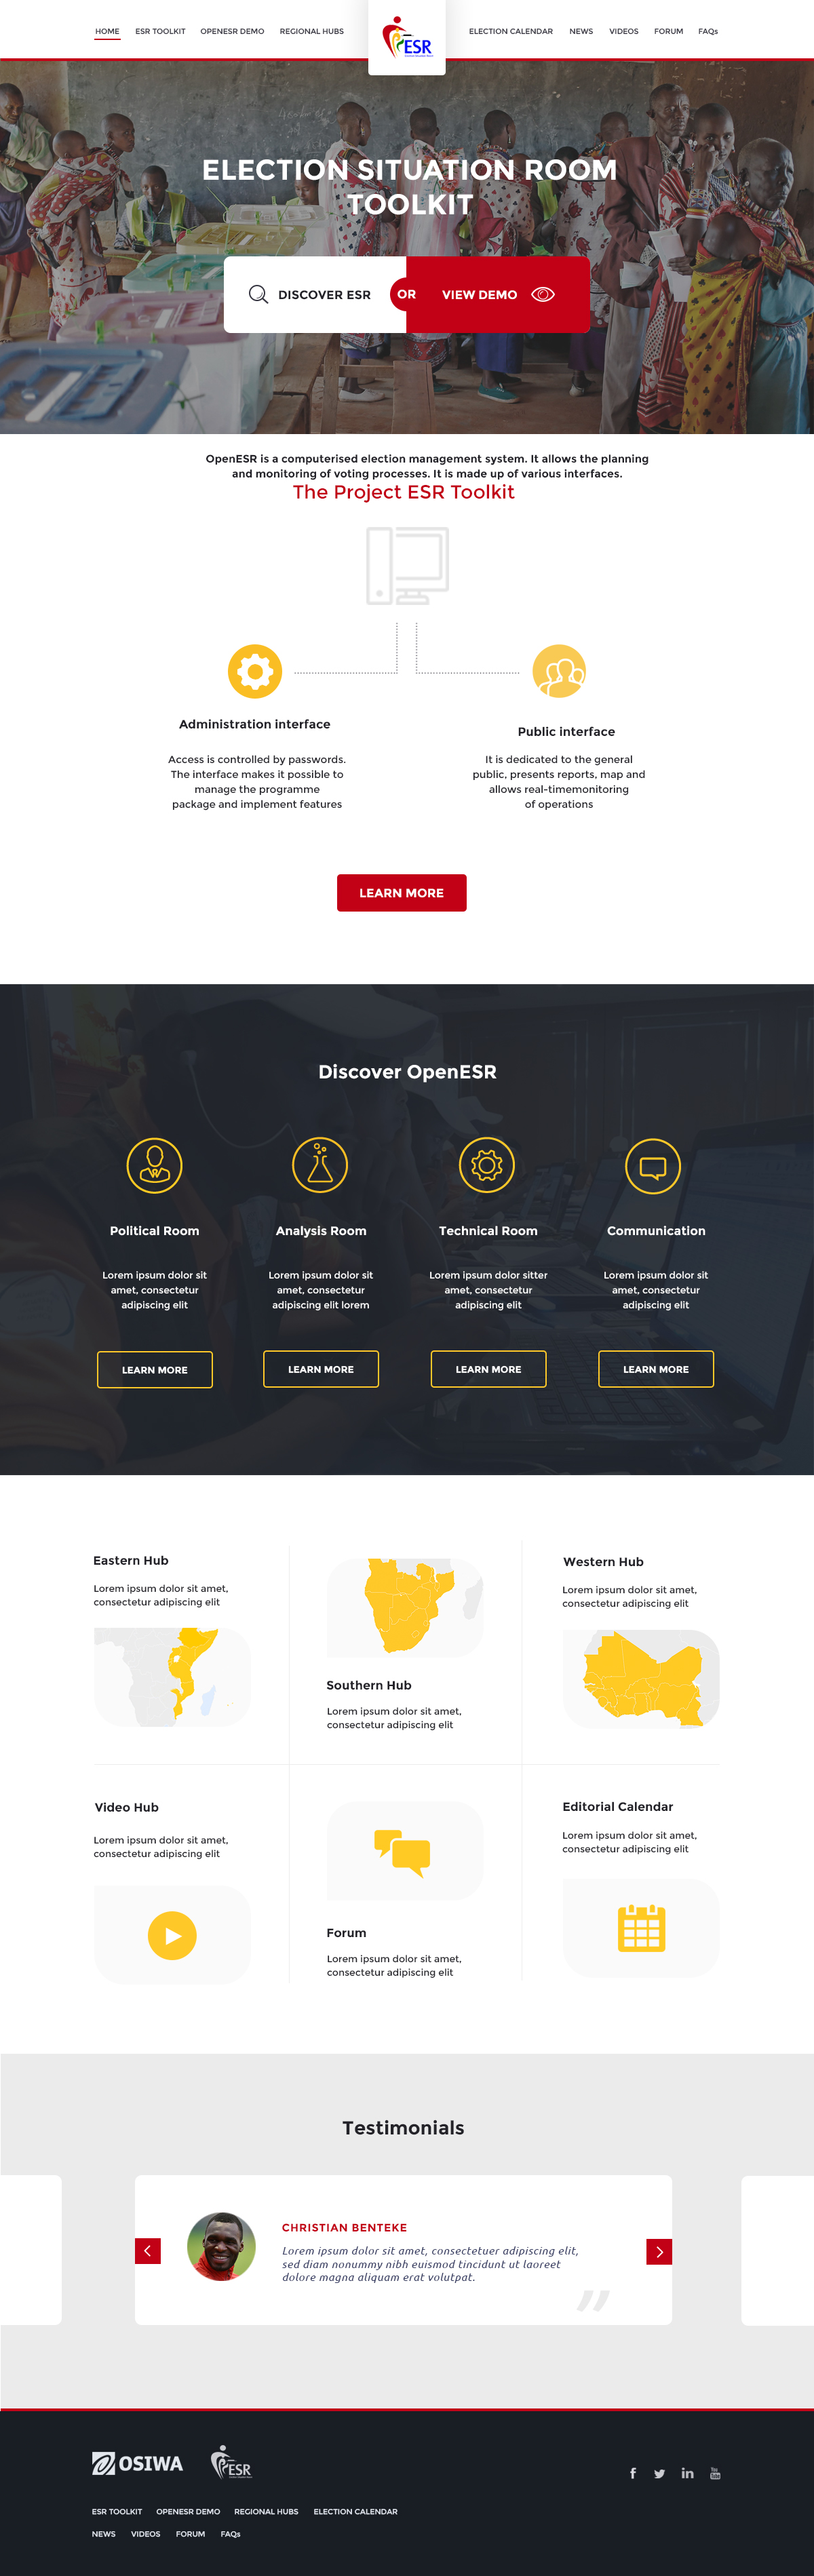 HOME ESR TOOLKIT OPENESR DEMO REGIONAL HUBS ESR ELECTION CALENDAR NEWS VIDEOS FORUM FAQs
ELECTION SITUATION ROOM
TOOLKIT
DISCOVER ESR OR VIEW DEMO
OpenESR is a computerised election management system. It allows the planning
and monitoring of voting processes. It is made up of various interfaces.
The Project ESR Toolkit
Administration interface
Access is controlled by passwords.
The interface makes it possible to
manage the programme
package and implement features
Public interface
It is dedicated to the general
public, presents reports, map and
allows real-timemonitoring
of operations
LEARN MORE
Discover OpenESR
Political Room
Lorem ipsum dolor sit
amet, consectetur
adipiscing elit
LEARN MORE
Analysis Room
Lorem ipsum dolor sit
amet, consectetur
adipiscing elit lorem
LEARN MORE
Technical Room
Lorem ipsum dolor sitter
amet, consectetur
adipiscing elit
LEARN MORE
Communication
Lorem ipsum dolor sit
amet, consectetur
adipiscing elit
LEARN MORE
Eastern Hub
Lorem ipsum dolor sit amet,
consectetur adipiscing elit
Southern Hub
Lorem ipsum dolor sit amet,
consectetur adipiscing elit
Western Hub
Lorem ipsum dolor sit amet,
consectetur adipiscing elit
Video Hub
Lorem ipsum dolor sit amet,
consectetur adipiscing elit
Forum
Lorem ipsum dolor sit amet,
consectetur adipiscing elit
Editorial Calendar
Lorem ipsum dolor sit amet,
consectetur adipiscing elit
Testimonials
CHRISTIAN BENTEKE
Lorem ipsum dolor sit amet, consectetuer adipiscing elit,
sed diam nonummy nibh euismod tincidunt ut laoreet
dolore magna aliquam erat volutpat.
”
OSIWA ESR
ESR TOOLKIT OPENESR DEMO REGIONAL HUBS ELECTION CALENDAR
NEWS VIDEOS FORUM FAQs